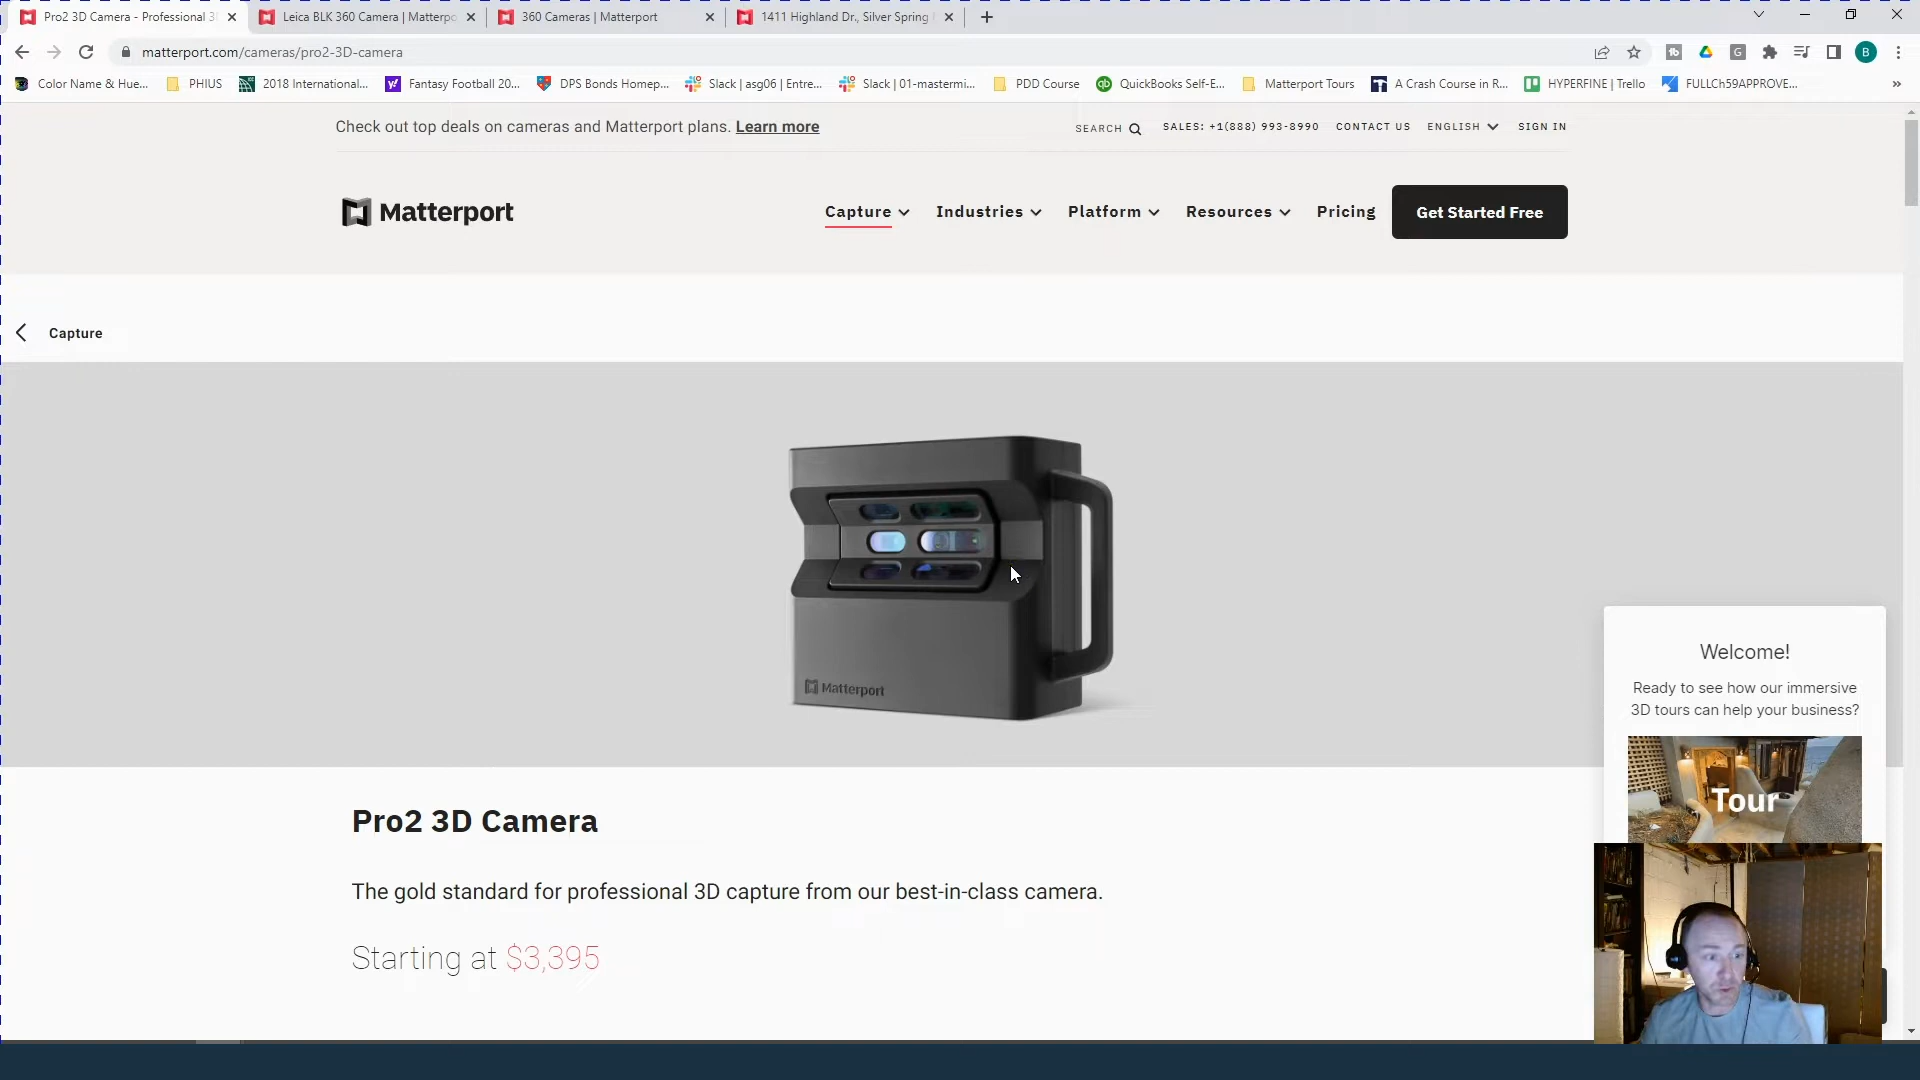 Pro2 3D Camera - Professional 3
Leica BLK 360 Camera | Matterpo
360 Cameras | Matterport
1411 Highland Dr., Silver Spring
matterport.com/cameras/pro2-3D-camera
B
Color Name & Hue...
PHIUS
2018 International...
Fantasy Football 20...
DPS Bonds Homep...
Slack | asg06 | Entre...
Slack | 01-mastermi...
PDD Course
QuickBooks Self-E...
Matterport Tours
A Crash Course in R...
HYPERFINE | Trello
FULLCh59APPROVE...
»
Check out top deals on cameras and Matterport plans. Learn more
SEARCH
SALES: +1(888) 993-8990
CONTACT US
ENGLISH
SIGN IN
Matterport
Capture
Industries
Platform
Resources
Pricing
Get Started Free
Capture
Matterport
Welcome!
Ready to see how our immersive
3D tours can help your business?
Tour
Pro2 3D Camera
The gold standard for professional 3D capture from our best-in-class camera.
Starting at $3,395